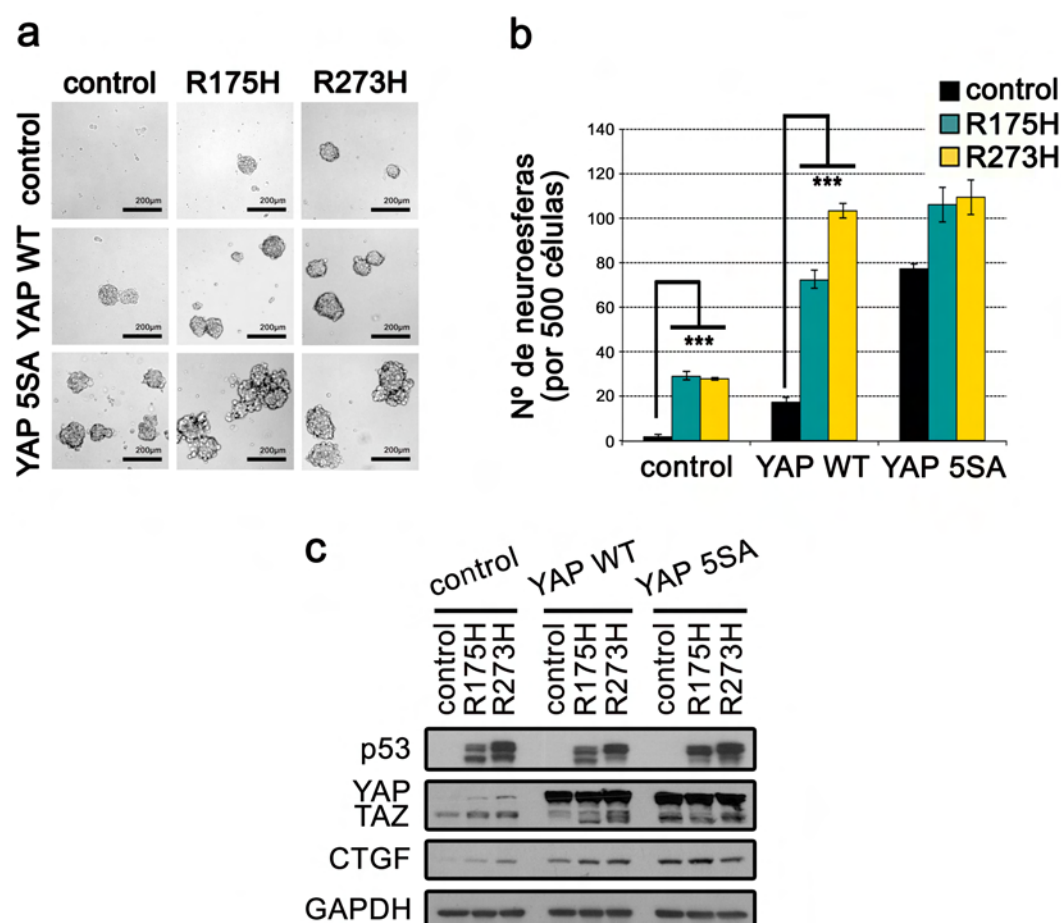 a
control R175H R273H
control
200µm 200µm 200µm
YAP WT
200µm 200µm 200µm
YAP 5SA
200µm 200µm 200µm
b
control
R175H
R273H
Nº de neuroesferas
(por 500 células)
140
120
100
80
60
40
20
0
***
***
control YAP WT YAP 5SA
c
control YAP WT YAP 5SA
control R175H R273H control R175H R273H control R175H R273H
p53
YAP
TAZ
CTGF
GAPDH